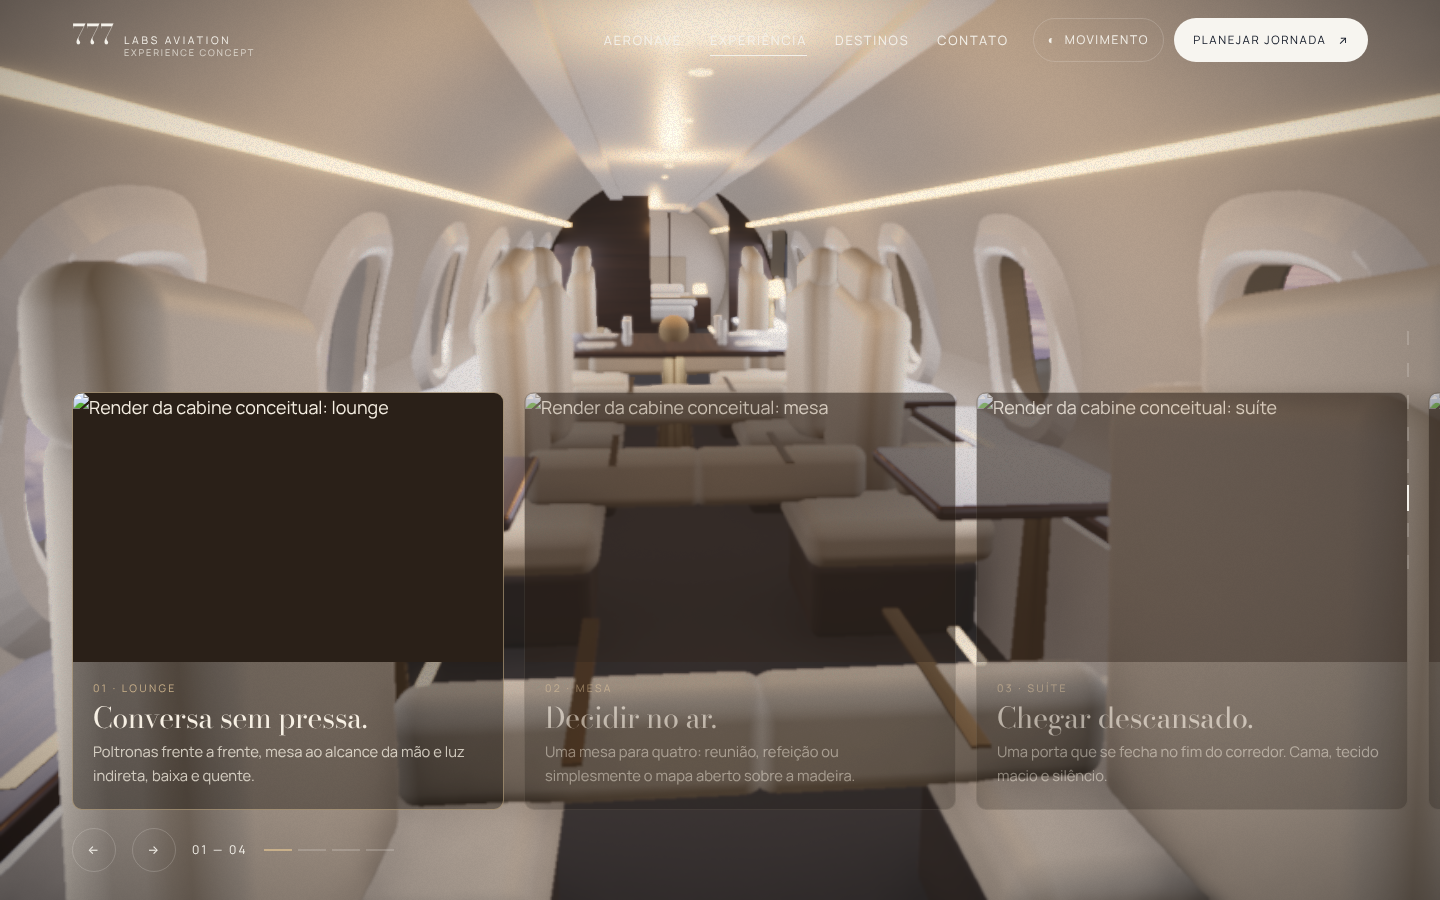 777 LABS AVIATION
EXPERIENCE CONCEPT
AERONAVE EXPERIÊNCIA DESTINOS CONTATO MOVIMENTO PLANEJAR JORNADA ↗
Render da cabine conceitual: lounge
Render da cabine conceitual: mesa
Render da cabine conceitual: suíte
01 · LOUNGE
Conversa sem pressa.
Poltronas frente a frente, mesa ao alcance da mão e luz
indireta, baixa e quente.
02 · MESA
Decidir no ar.
Uma mesa para quatro: reunião, refeição ou
simplesmente o mapa aberto sobre a madeira.
03 · SUÍTE
Chegar descansado.
Uma porta que se fecha no fim do corredor. Cama, tecido
macio e silêncio.
← → 01 — 04